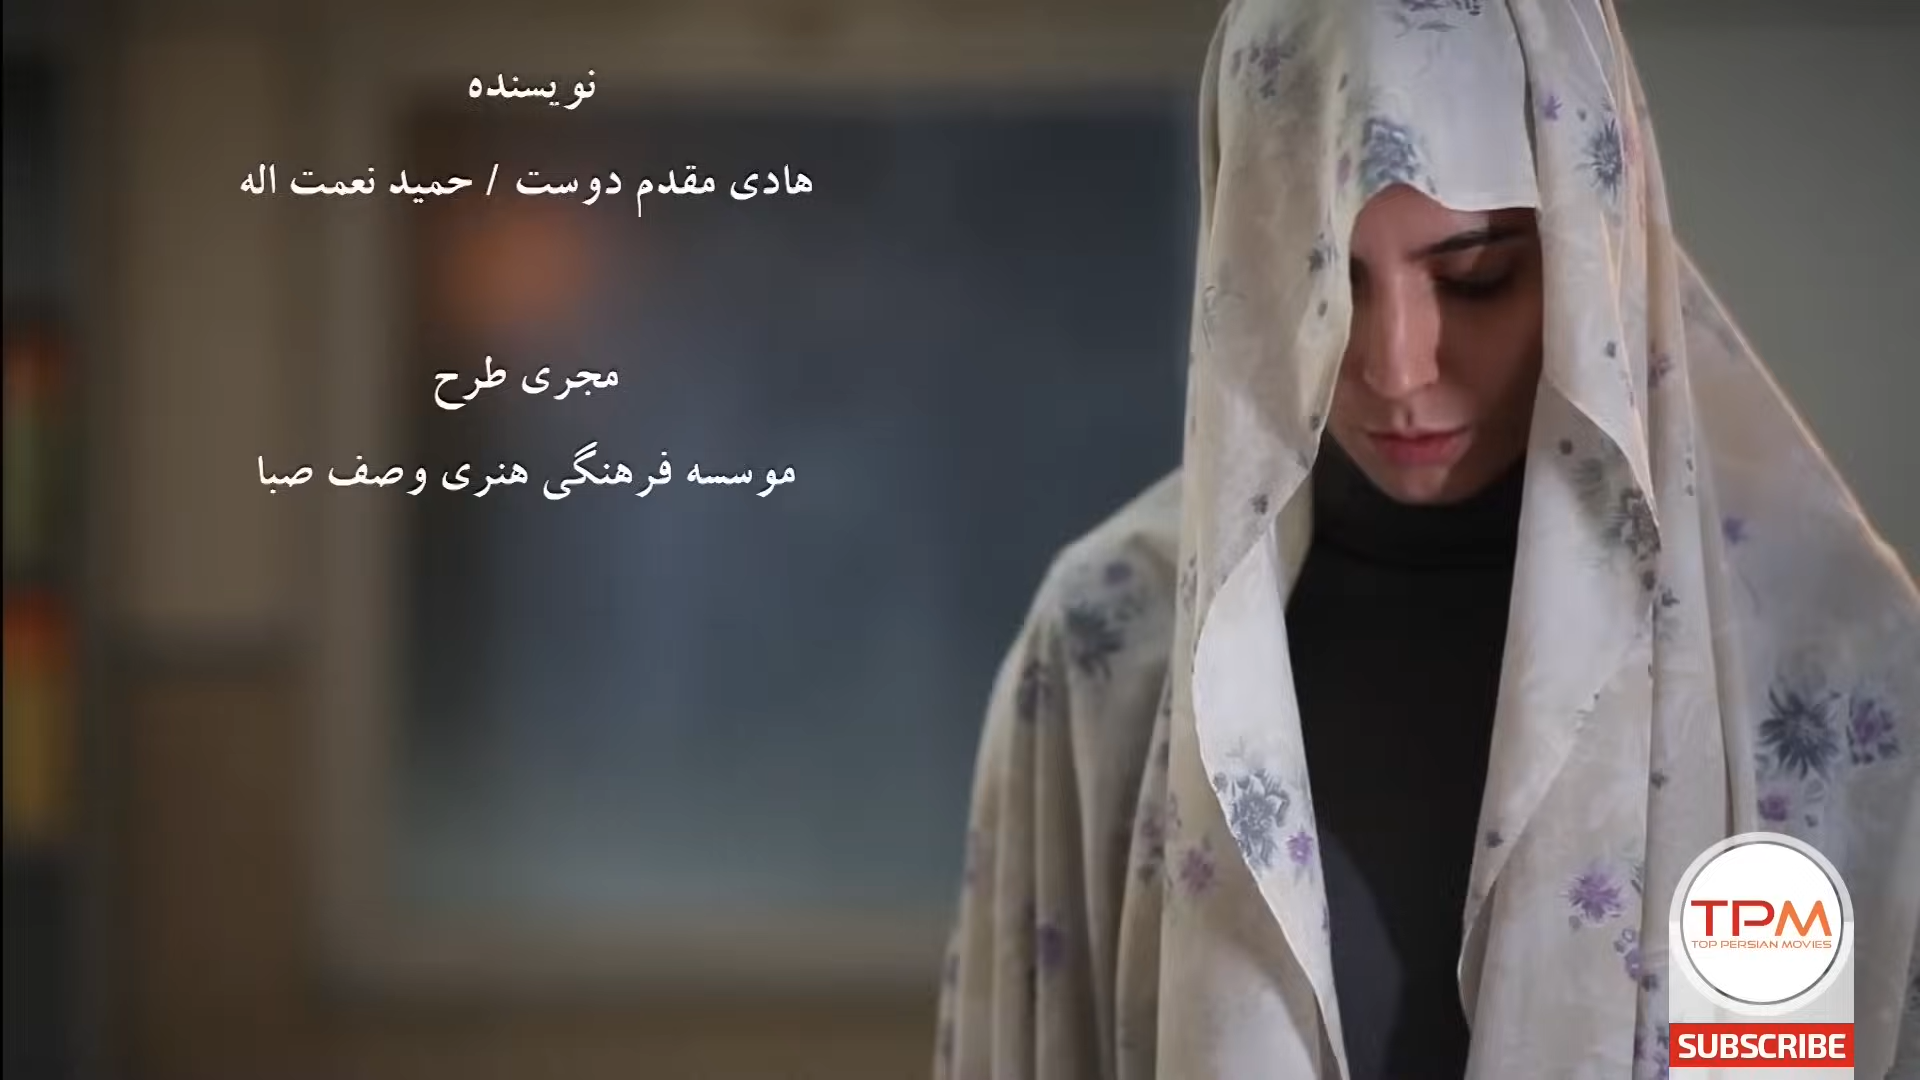 نویسنده
هادی مقدم دوست / حمید نعمت اله
مجری طرح
موسسه فرهنگی هنری وصف صبا
TPM
TOP PERSIAN MOVIES
SUBSCRIBE